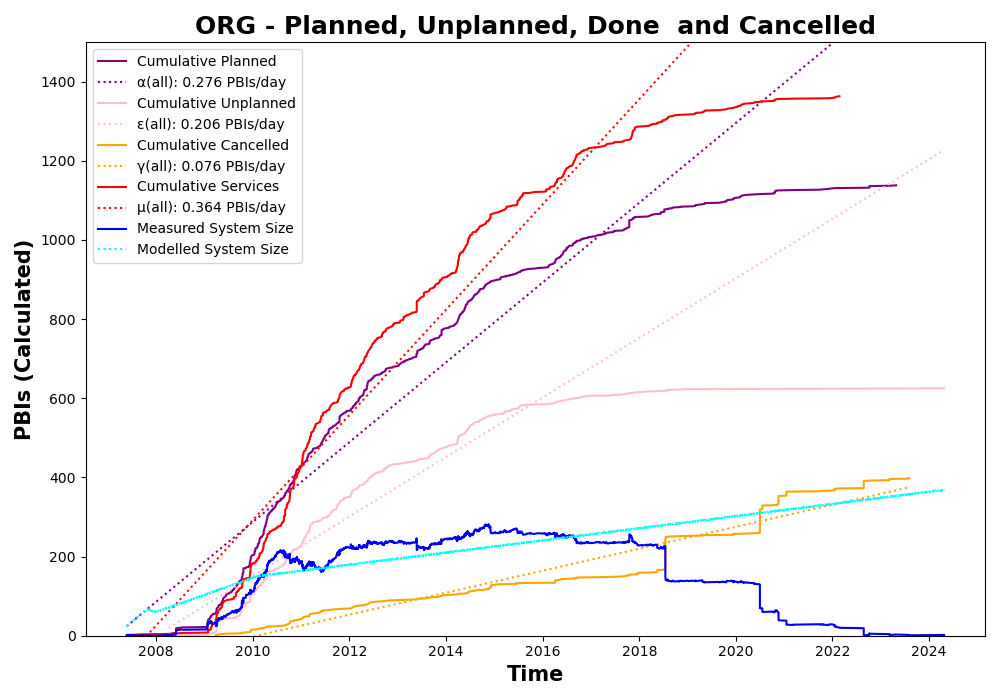 ORG - Planned, Unplanned, Done  and Cancelled
Cumulative Planned
α(all): 0.276 PBIs/day
Cumulative Unplanned
ε(all): 0.206 PBIs/day
Cumulative Cancelled
γ(all): 0.076 PBIs/day
Cumulative Services
μ(all): 0.364 PBIs/day
Measured System Size
Modelled System Size
PBIs (Calculated)
1400
1200
1000
800
600
400
200
0
2008 2010 2012 2014 2016 2018 2020 2022 2024
Time